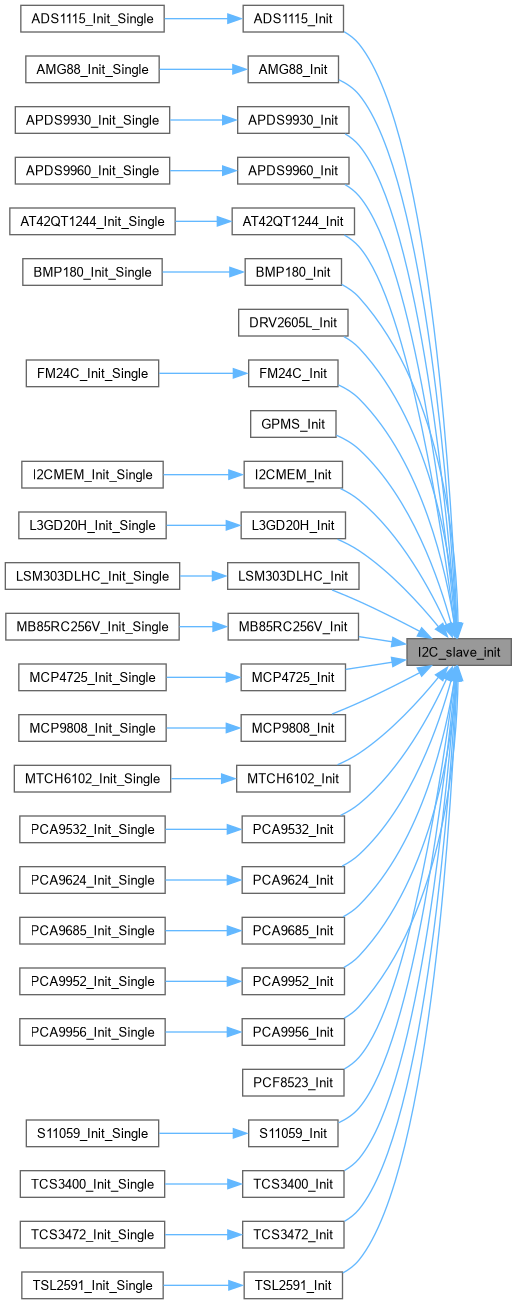 ADS1115_Init_Single
ADS1115_Init
AMG88_Init_Single
AMG88_Init
APDS9930_Init_Single
APDS9930_Init
APDS9960_Init_Single
APDS9960_Init
AT42QT1244_Init_Single
AT42QT1244_Init
BMP180_Init_Single
BMP180_Init
DRV2605L_Init
FM24C_Init_Single
FM24C_Init
GPMS_Init
I2CMEM_Init_Single
I2CMEM_Init
L3GD20H_Init_Single
L3GD20H_Init
LSM303DLHC_Init_Single
LSM303DLHC_Init
MB85RC256V_Init_Single
MB85RC256V_Init
I2C_slave_init
MCP4725_Init_Single
MCP4725_Init
MCP9808_Init_Single
MCP9808_Init
MTCH6102_Init_Single
MTCH6102_Init
PCA9532_Init_Single
PCA9532_Init
PCA9624_Init_Single
PCA9624_Init
PCA9685_Init_Single
PCA9685_Init
PCA9952_Init_Single
PCA9952_Init
PCA9956_Init_Single
PCA9956_Init
PCF8523_Init
S11059_Init_Single
S11059_Init
TCS3400_Init_Single
TCS3400_Init
TCS3472_Init_Single
TCS3472_Init
TSL2591_Init_Single
TSL2591_Init